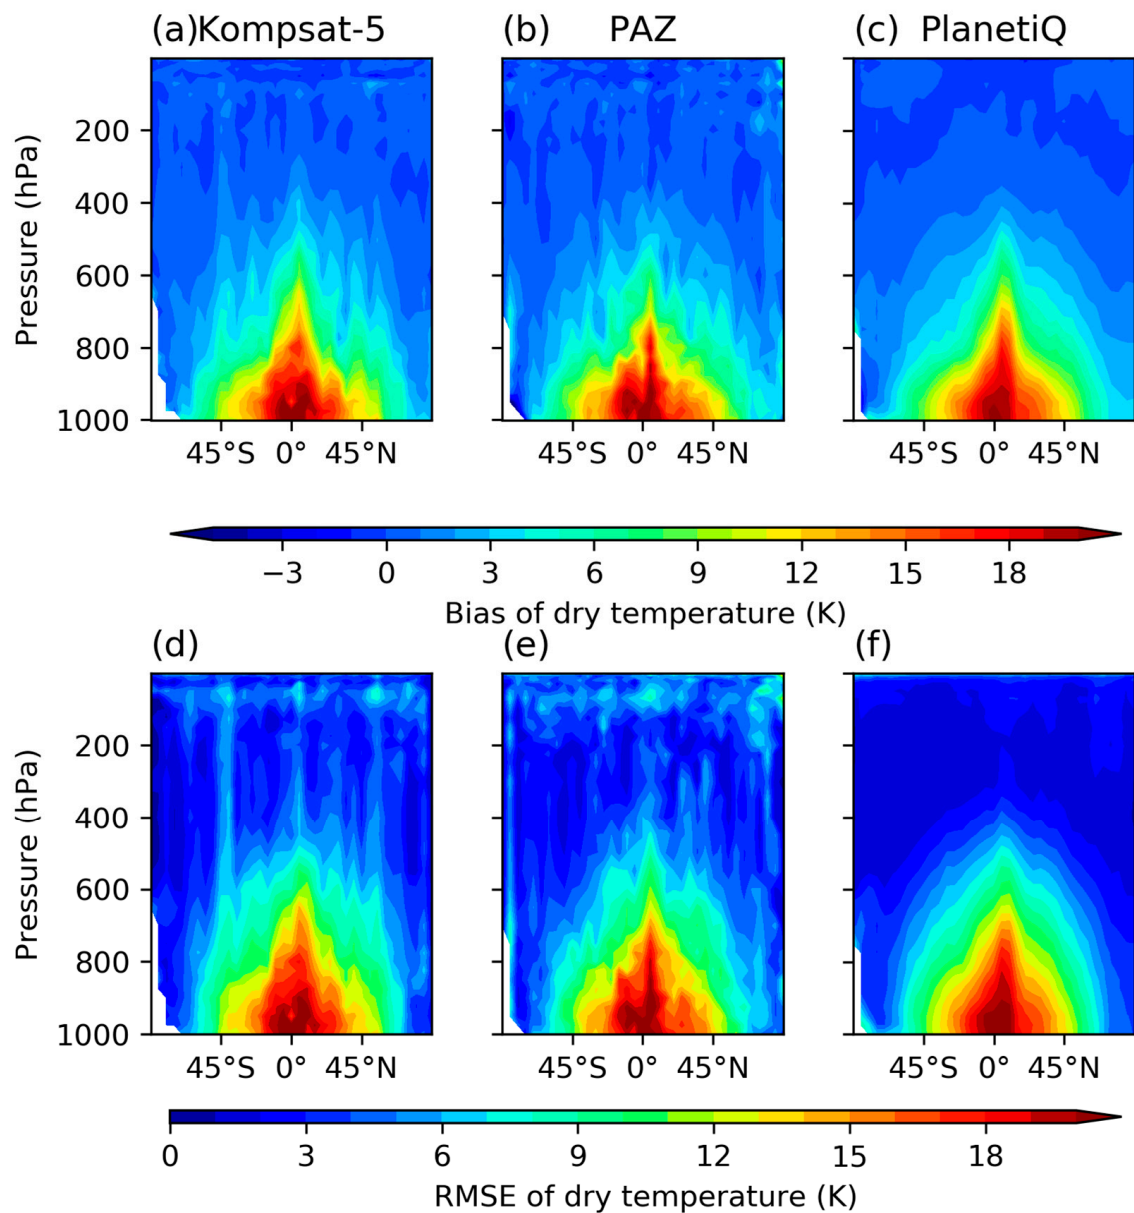 (a)Kompsat-5 (b) PAZ (c) PlanetiQ
Pressure (hPa)
200
400
600
800
1000
45°S 0° 45°N 45°S 0° 45°N 45°S 0° 45°N
−3 0 3 6 9 12 15 18
Bias of dry temperature (K)
(d) (e) (f)
Pressure (hPa)
200
400
600
800
1000
45°S 0° 45°N 45°S 0° 45°N 45°S 0° 45°N
0 3 6 9 12 15 18
RMSE of dry temperature (K)